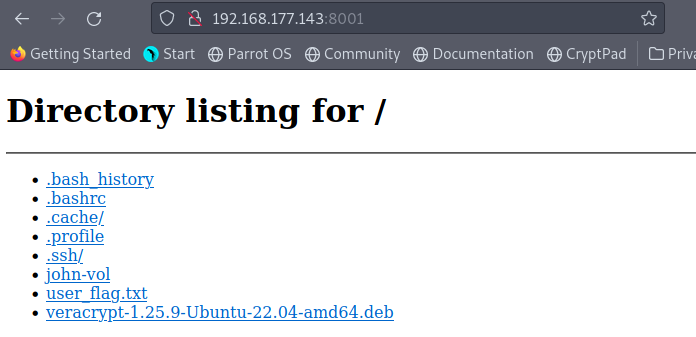 192.168.177.143:8001
Getting Started Start Parrot OS Community Documentation CryptPad Priva
Directory listing for /
.bash_history
.bashrc
.cache/
.profile
.ssh/
john-vol
user_flag.txt
veracrypt-1.25.9-Ubuntu-22.04-amd64.deb